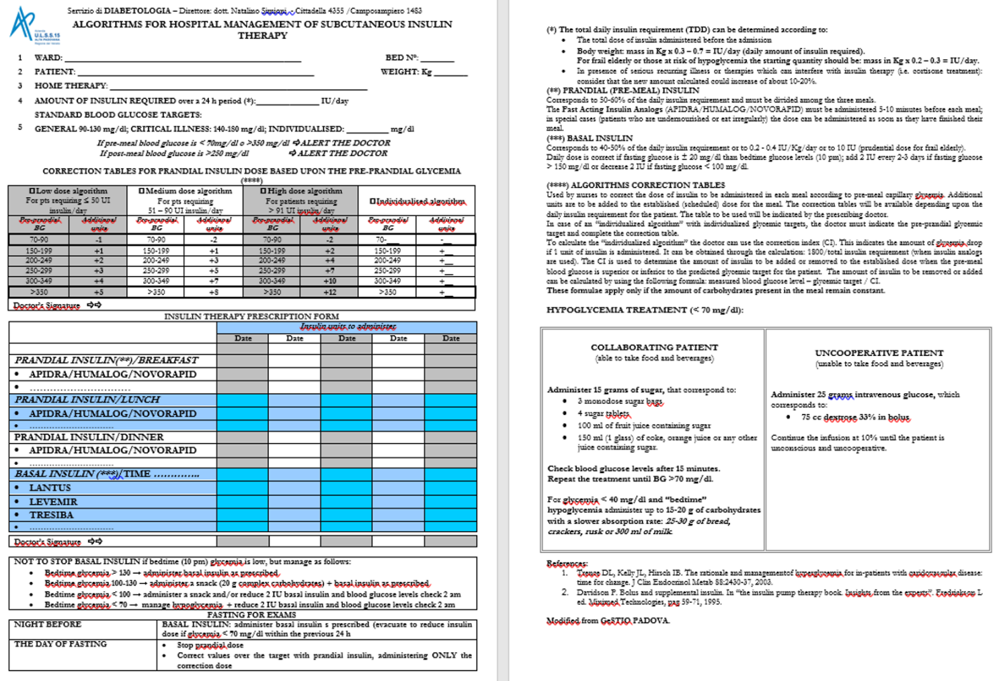 Servizio di DIABETOLOGIA – Direttore: dott. Natalino Simioni - Cittadella 4355 /Camposampiero 1483
U.L.S.S.15
ALTA PADOVANA
ALGORITHMS FOR HOSPITAL MANAGEMENT OF SUBCUTANEOUS INSULIN
THERAPY
1 WARD: BED N°:
2 PATIENT: WEIGHT: Kg
3 HOME THERAPY:
4 AMOUNT OF INSULIN REQUIRED over a 24 h period (*): IU/day
STANDARD BLOOD GLUCOSE TARGETS:
5 GENERAL 90-130 mg/dl; CRITICAL ILLNESS: 140-180 mg/dl; INDIVIDUALISED: mg/dl
If pre-meal blood glucose is < 70mg/dl o >350 mg/dl ⇨ ALERT THE DOCTOR
If post-meal blood glucose is >250 mg/dl ⇨ ALERT THE DOCTOR
CORRECTION TABLES FOR PRANDIAL INSULIN DOSE BASED UPON THE PRE-PRANDIAL GLYCEMIA
(****)
☐ Low dose algorithm ☐ Medium dose algorithm ☐ High dose algorithm ☐ Individualised algorithm
For pts requiring ≤ 50 UI For pts requiring For patients requiring
insulin/day 51 – 90 UI insulin/day > 91 UI insulin/day
Pre-prandial Additional Pre-prandial Additional Pre-prandial Additional Pre-prandial Additional
BG units BG units BG units BG units
70-90 -1 70-90 -2 70-90 -2 70-__ -__
150-199 +1 150-199 +1 150-199 +2 150-199 +__
200-249 +2 200-249 +3 200-249 +4 200-249 +__
250-299 +3 250-299 +5 250-299 +7 250-299 +__
300-349 +4 300-349 +7 300-349 +10 300-349 +__
>350 +5 >350 +8 >350 +12 >350 +__
Doctor's Signature ⇨⇨
INSULIN THERAPY PRESCRIPTION FORM
Insulin units to administer
Date Date Date Date Date
PRANDIAL INSULIN(**)/BREAKFAST
• APIDRA/HUMALOG/NOVORAPID
• ..............................
PRANDIAL INSULIN/LUNCH
• APIDRA/HUMALOG/NOVORAPID
• ..............................
PRANDIAL INSULIN/DINNER
• APIDRA/HUMALOG/NOVORAPID
• ..............................
BASAL INSULIN (***)/TIME ..............
• LANTUS
• LEVEMIR
• TRESIBA
• ..............................
Doctor's Signature ⇨⇨
NOT TO STOP BASAL INSULIN if bedtime (10 pm) glycemia is low, but manage as follows:
• Bedtime glycemia > 130 → administer basal insulin as prescribed
• Bedtime glycemia 100-130 → administer a snack (20 g complex carbohydrates) + basal insulin as prescribed
• Bedtime glycemia < 100 → administer a snack and/or reduce 2 IU basal insulin and blood glucose levels check 2 am
• Bedtime glycemia < 70 → manage hypoglycemia + reduce 2 IU basal insulin and blood glucose levels check 2 am
FASTING FOR EXAMS
NIGHT BEFORE BASAL INSULIN: administer basal insulin s prescribed (evacuate to reduce insulin
dose if glycemia < 70 mg/dl within the previous 24 h
THE DAY OF FASTING • Stop prandial dose
• Correct values over the target with prandial insulin, administering ONLY the
correction dose
(*) The total daily insulin requirement (TDD) can be determined according to:
• The total dose of insulin administered before the admission
• Body weight: mass in Kg x 0.3 – 0.7 = IU/day (daily amount of insulin required).
For frail elderly or those at risk of hypoglycemia the starting quantity should be: mass in Kg x 0.2 – 0.3 = IU/day.
• In presence of serious recurring illness or therapies which can interfere with insulin therapy (i.e. cortisone treatment):
consider that the new amount calculated could increase of about 10-20%.
(**) PRANDIAL (PRE-MEAL) INSULIN
Corresponds to 50-60% of the daily insulin requirement and must be divided among the three meals.
The Fast Acting Insulin Analogs (APIDRA/HUMALOG/NOVORAPID) must be administered 5-10 minutes before each meal;
in special cases (patients who are undernourished or eat irregularly) the dose can be administered as soon as they have finished their
meal.
(***) BASAL INSULIN
Corresponds to 40-50% of the daily insulin requirement or to 0.2 - 0.4 IU/Kg/day or to 10 IU (prudential dose for frail elderly).
Daily dose is correct if fasting glucose is ± 20 mg/dl than bedtime glucose levels (10 pm); add 2 IU every 2-3 days if fasting glucose
> 150 mg/dl or decrease 2 IU if fasting glucose < 100 mg/dl.
(****) ALGORITHMS CORRECTION TABLES
Used by nurses to correct the dose of insulin to be administered in each meal according to pre-meal capillary glycemia. Additional
units are to be added to the established (scheduled) dose for the meal. The correction tables will be available depending upon the
daily insulin requirement for the patient. The table to be used will be indicated by the prescribing doctor.
In case of an "individualized algorithm" with individualized glycemic targets, the doctor must indicate the pre-prandial glycemic
target and complete the correction table.
To calculate the "individualized algorithm" the doctor can use the correction index (CI). This indicates the amount of glycemia drop
if 1 unit of insulin is administered. It can be obtained through the calculation: 1800/total insulin requirement (when insulin analogs
are used). The CI is used to determine the amount of insulin to be added or removed to the established dose when the pre-meal
blood glucose is superior or inferior to the predicted glycemic target for the patient. The amount of insulin to be removed or added
can be calculated by using the following formula: measured blood glucose level – glycemic target / CI.
These formulae apply only if the amount of carbohydrates present in the meal remain constant.
HYPOGLYCEMIA TREATMENT (< 70 mg/dl):
COLLABORATING PATIENT
(able to take food and beverages)
Administer 15 grams of sugar, that correspond to:
• 3 monodose sugar bags
• 4 sugar tablets
• 100 ml of fruit juice containing sugar
• 150 ml (1 glass) of coke, orange juice or any other
juice containing sugar.
Check blood glucose levels after 15 minutes.
Repeat the treatment until BG >70 mg/dl.
For glycemia < 40 mg/dl and "bedtime"
hypoglycemia administer up to 15-20 g of carbohydrates
with a slower absorption rate: 25-30 g of bread,
crackers, rusk or 300 ml of milk
UNCOOPERATIVE PATIENT
(unable to take food and beverages)
Administer 25 grams intravenous glucose, which
corresponds to:
• 75 cc dextrose 33% in bolus
Continue the infusion at 10% until the patient is
unconscious and uncooperative.
References:
1. Trence DL, Kelly JL, Hirsch IB. The rationale and managementof hyperglycemia for in-patients with cardiovascular disease:
time for change. J Clin Endocrinol Metab 88:2430-37, 2003.
2. Davidson P. Bolus and supplemental insulin. In "the insulin pump therapy book. Insights from the experts". Fredrickson L
ed. Minimed Technologies, pag 59-71, 1995.
Modified from GeSTIO PADOVA.